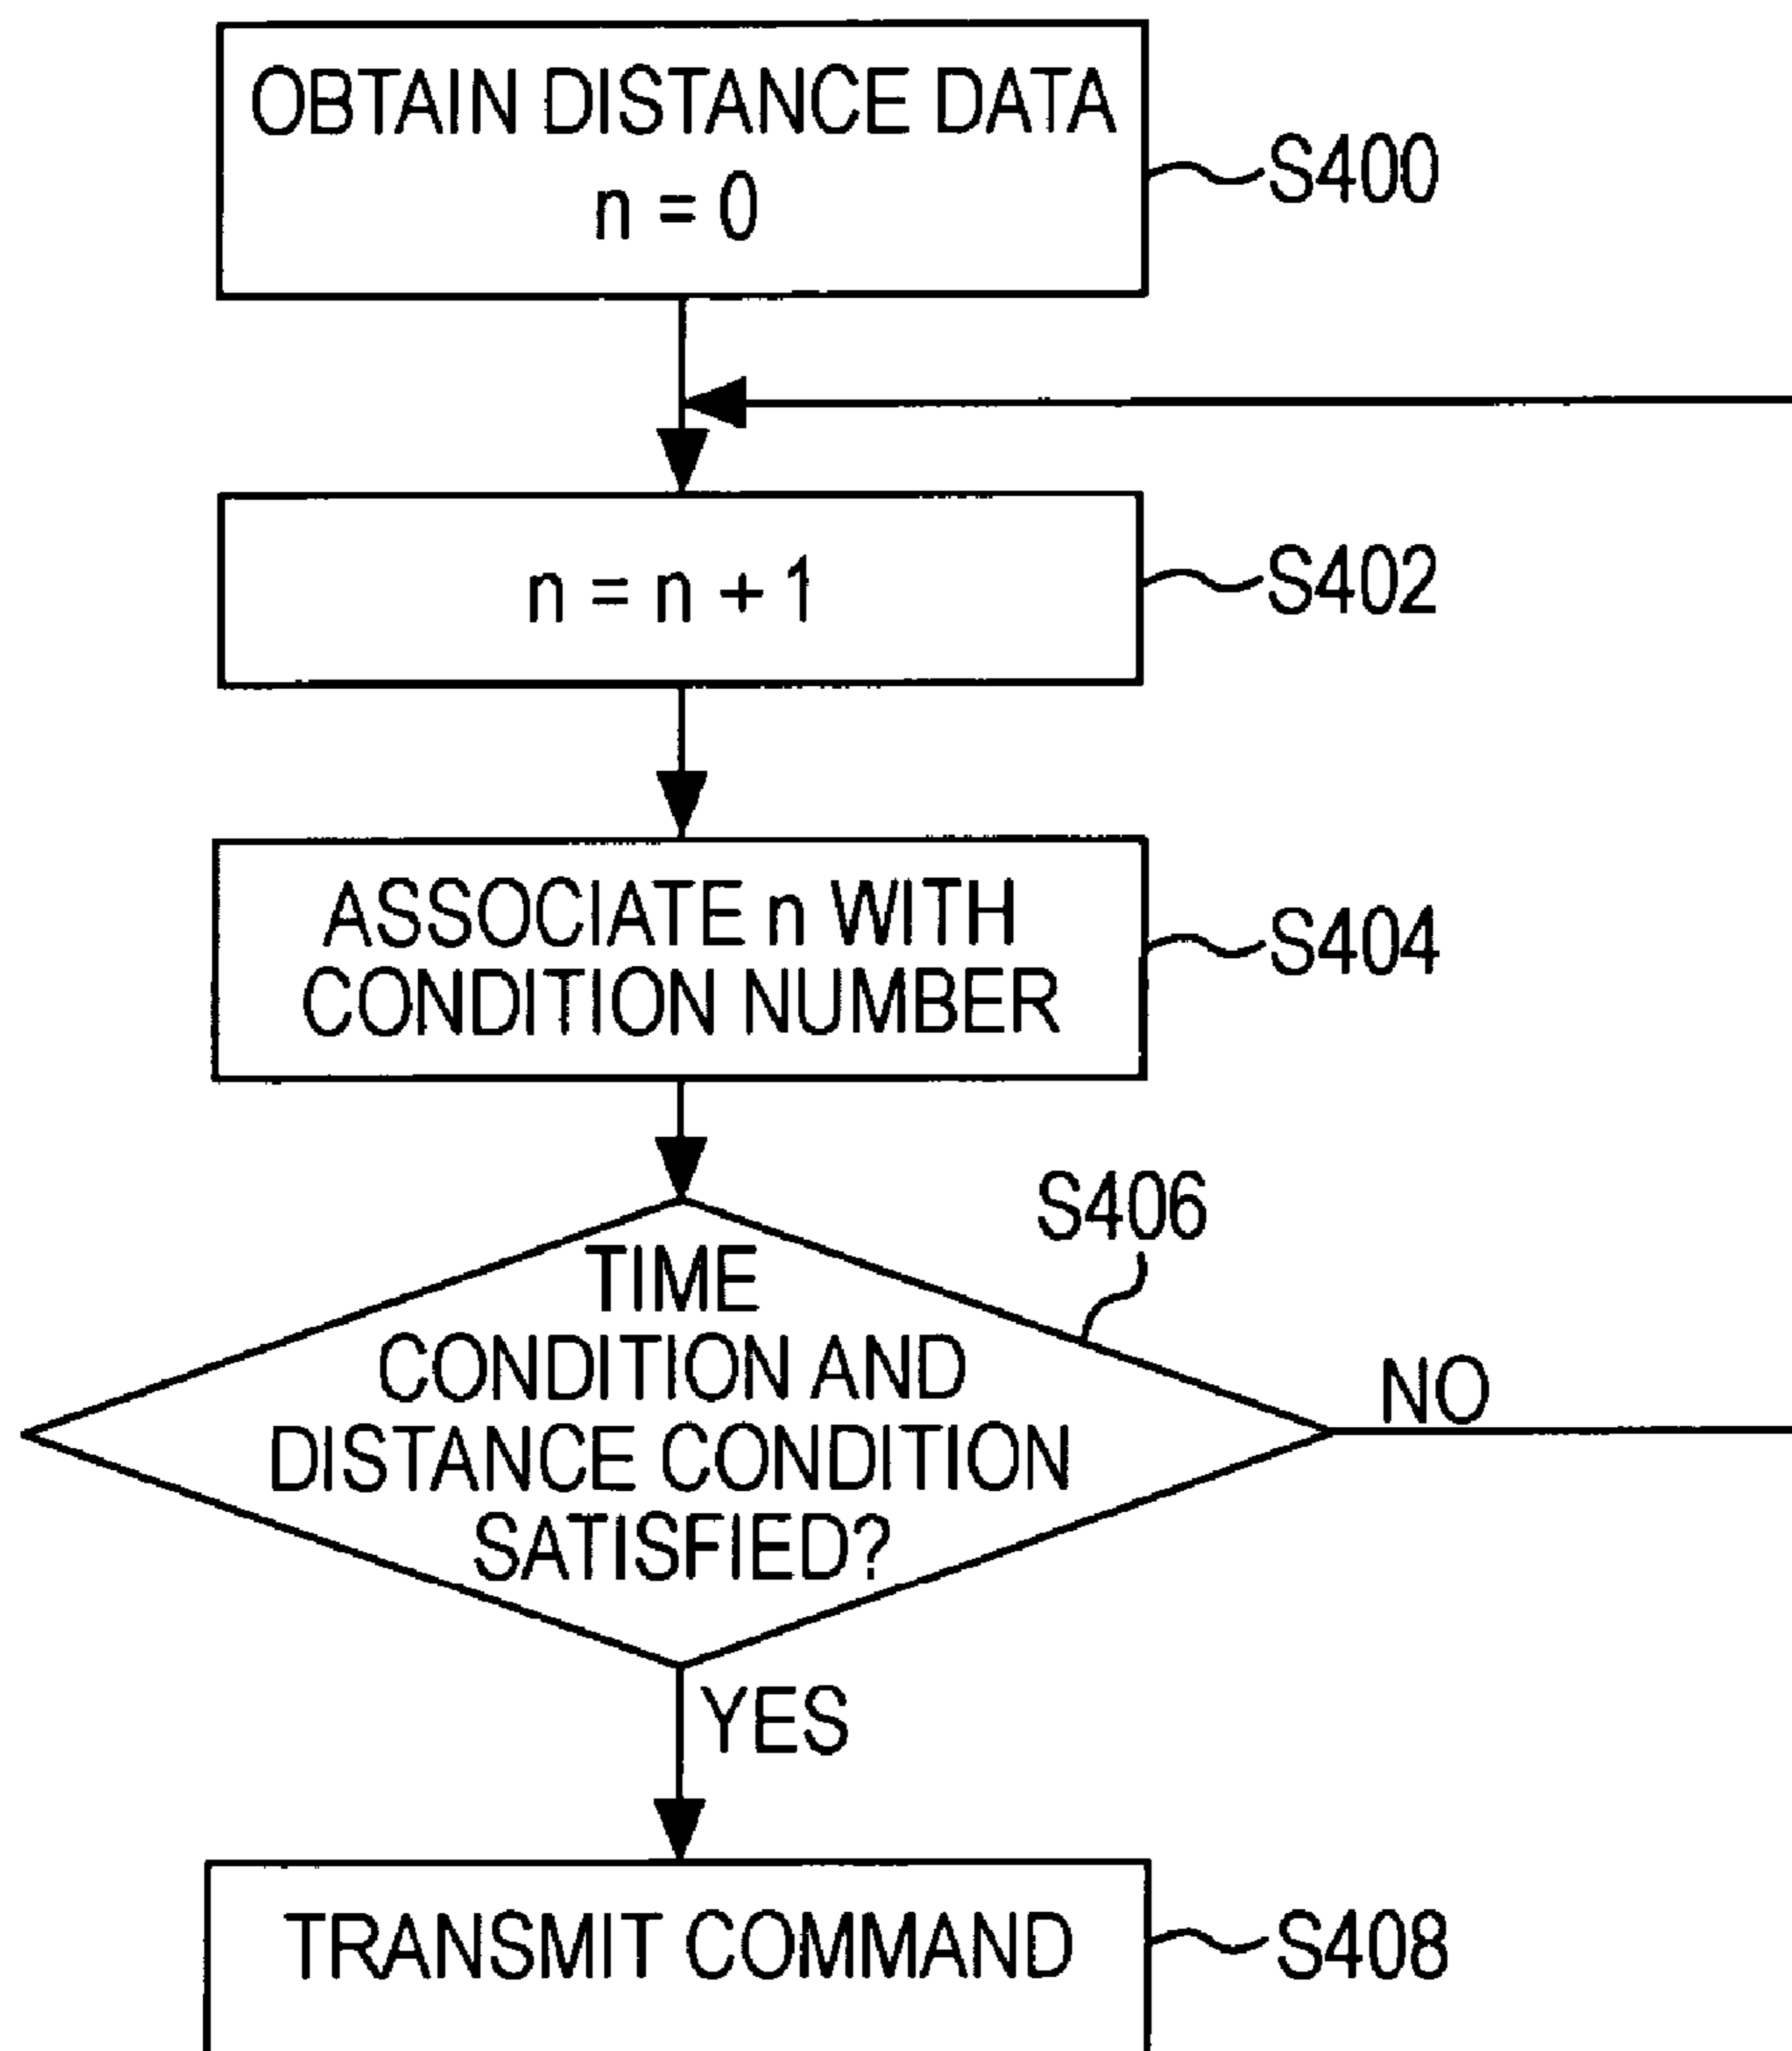 OBTAIN DISTANCE DATA
n = 0
S400
n = n + 1
S402
ASSOCIATE n WITH
CONDITION NUMBER
S404
S406
TIME
CONDITION AND
DISTANCE CONDITION
SATISFIED?
NO
YES
TRANSMIT COMMAND
S408